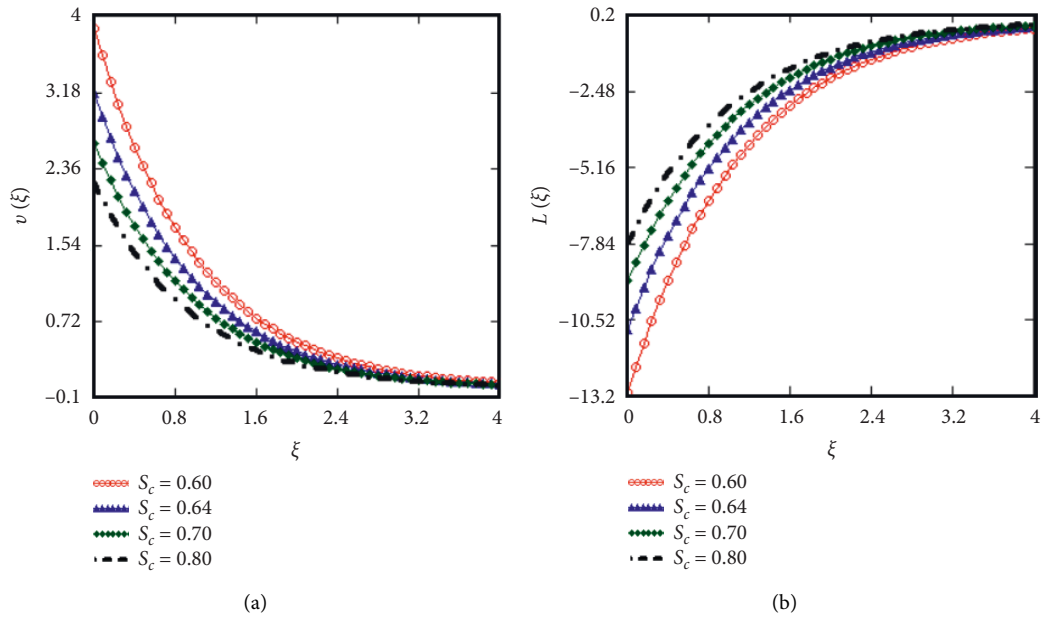 4
3.18
2.36
1.54
0.72
−0.1
υ (ξ)
0
0.8
1.6
2.4
3.2
4
ξ
S_c = 0.60
S_c = 0.64
S_c = 0.70
S_c = 0.80
(a)
0.2
−2.48
−5.16
−7.84
−10.52
−13.2
L (ξ)
0
0.8
1.6
2.4
3.2
4
ξ
S_c = 0.60
S_c = 0.64
S_c = 0.70
S_c = 0.80
(b)